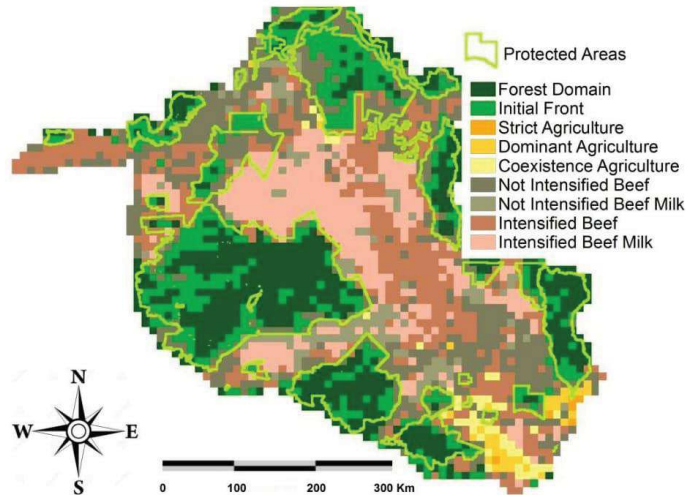 Protected Areas
Forest Domain
Initial Front
Strict Agriculture
Dominant Agriculture
Coexistence Agriculture
Not Intensified Beef
Not Intensified Beef Milk
Intensified Beef
Intensified Beef Milk
N
W E
S
0 100 200 300 Km